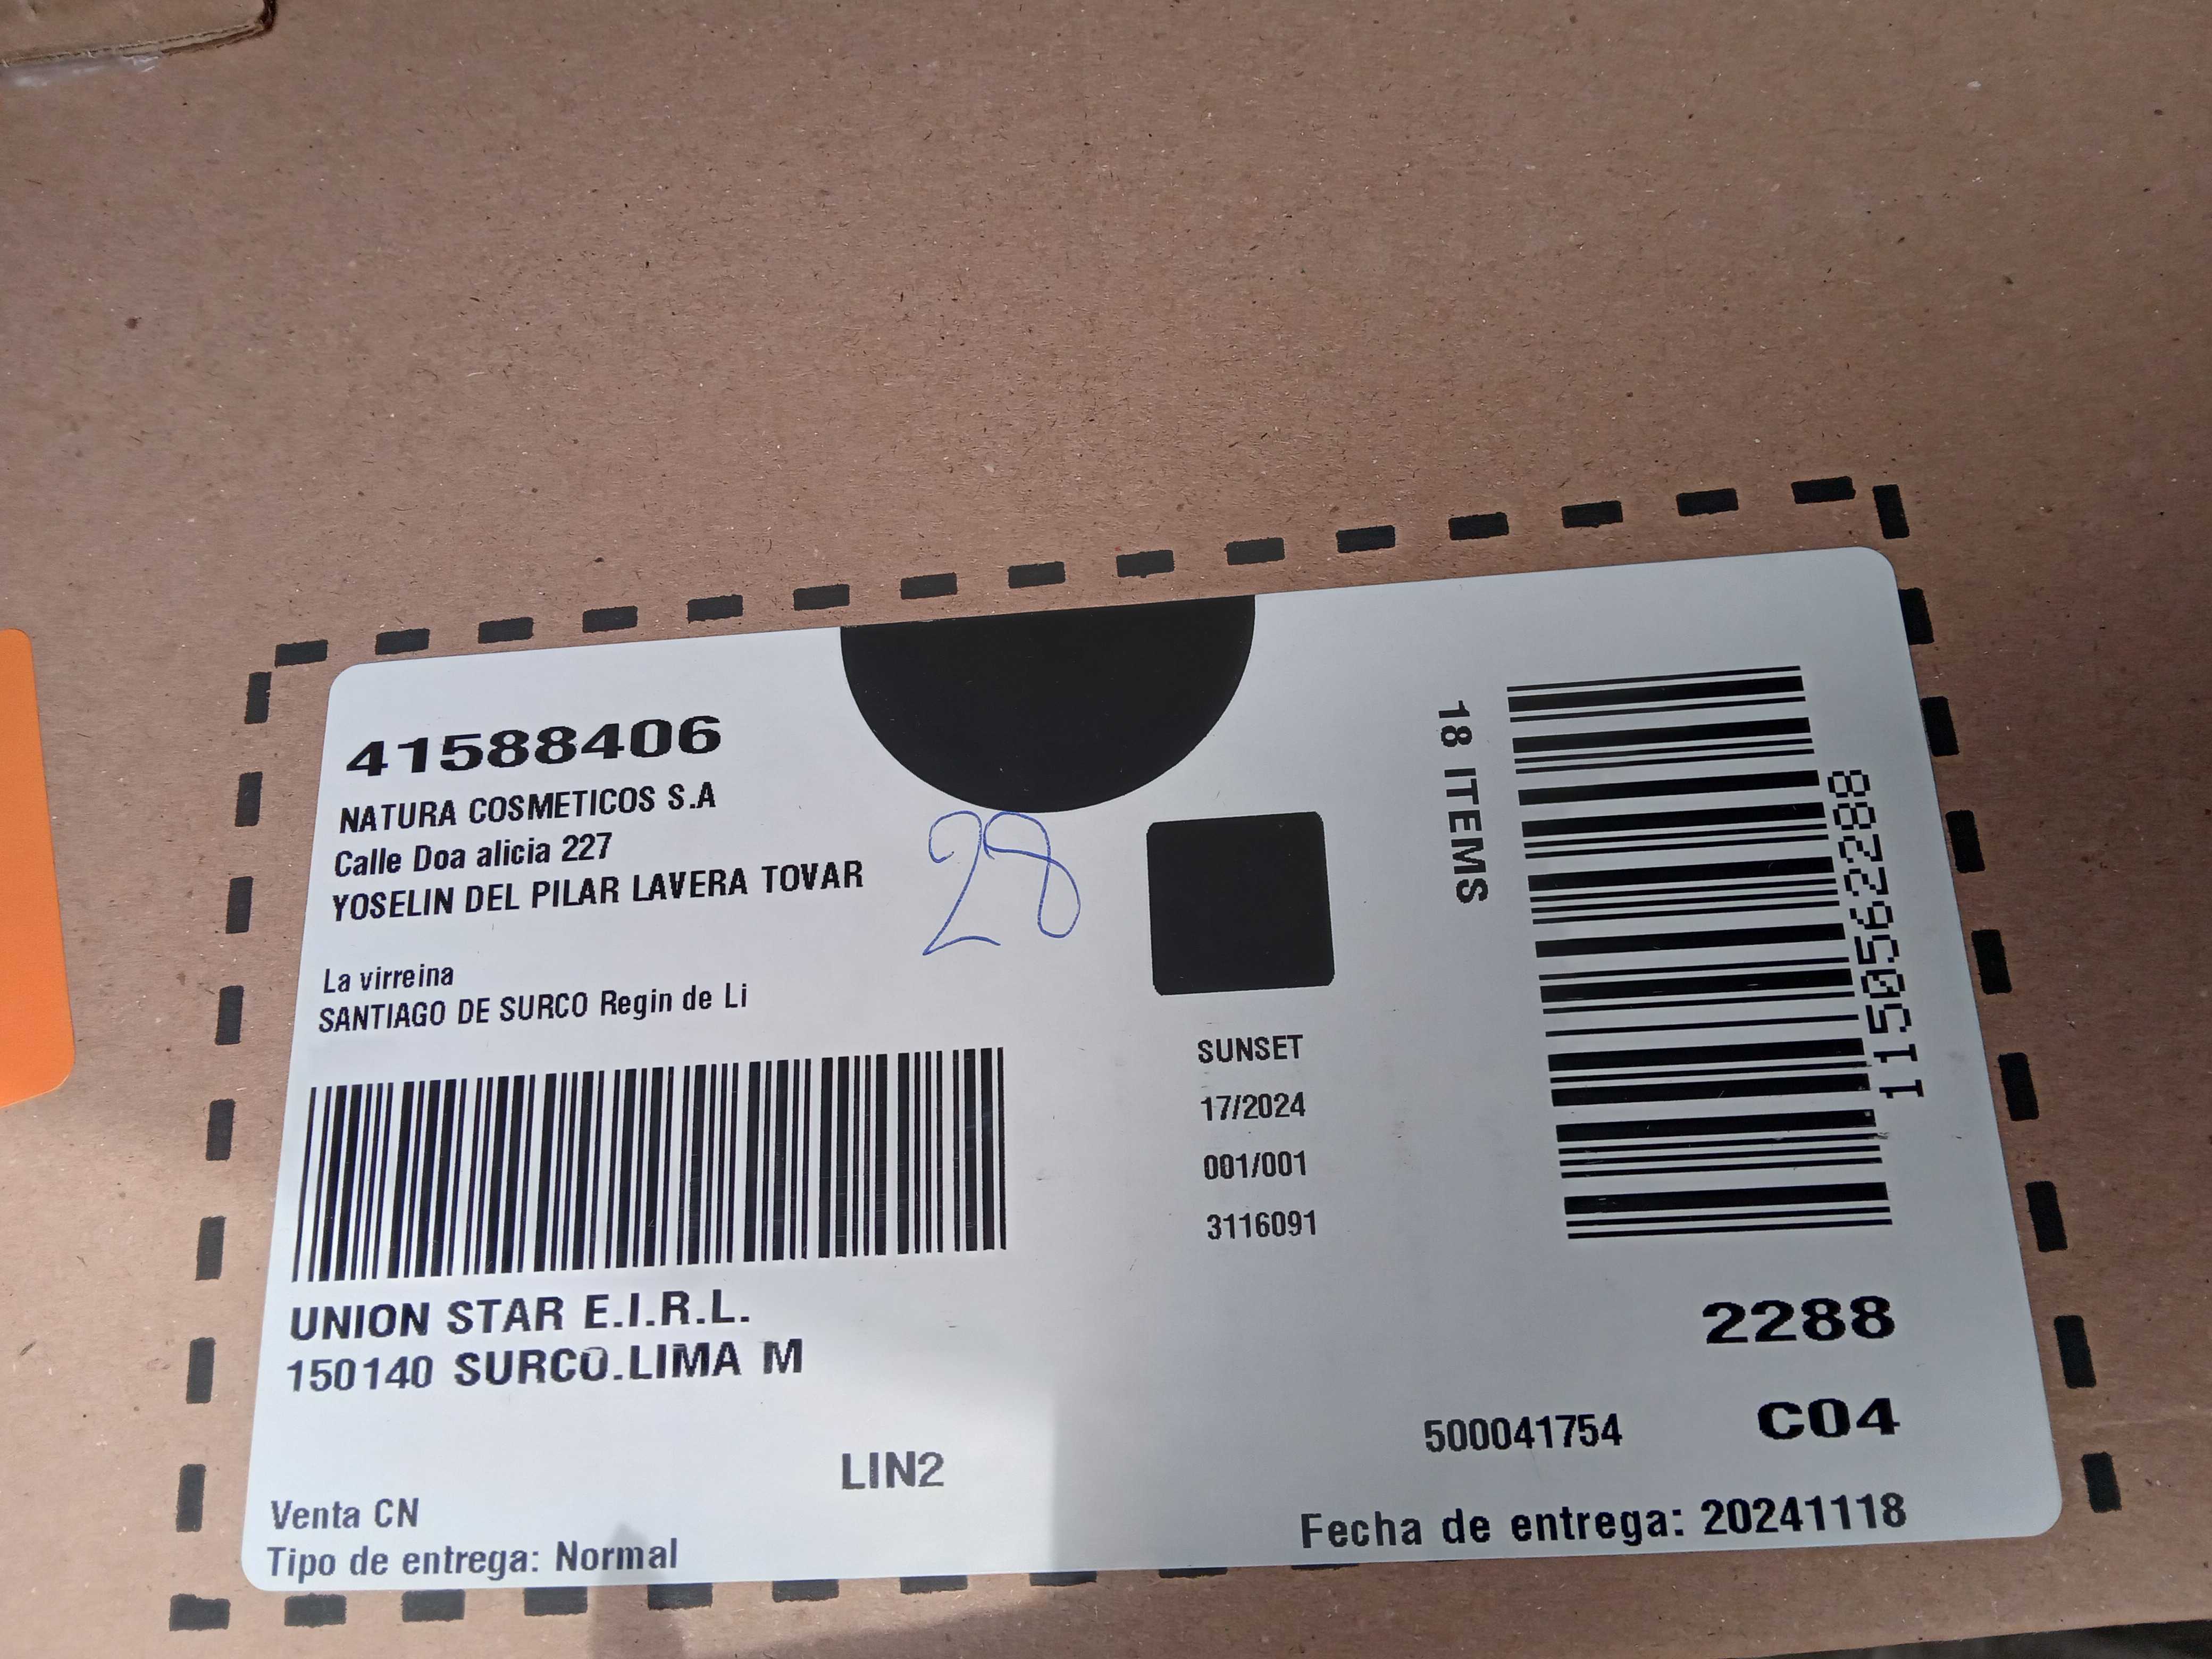 41588406
NATURA COSMETICOS S.A
Calle Doa alicia 227
YOSELIN DEL PILAR LAVERA TOVAR
28
La virreina
SANTIAGO DE SURCO Regin de Li
UNION STAR E.I.R.L.
150140 SURCO.LIMA M
LIN2
Venta CN
Tipo de entrega: Normal
SUNSET
17/2024
001/001
3116091
18 ITEMS
1150562288
2288
500041754
C04
Fecha de entrega: 20241118